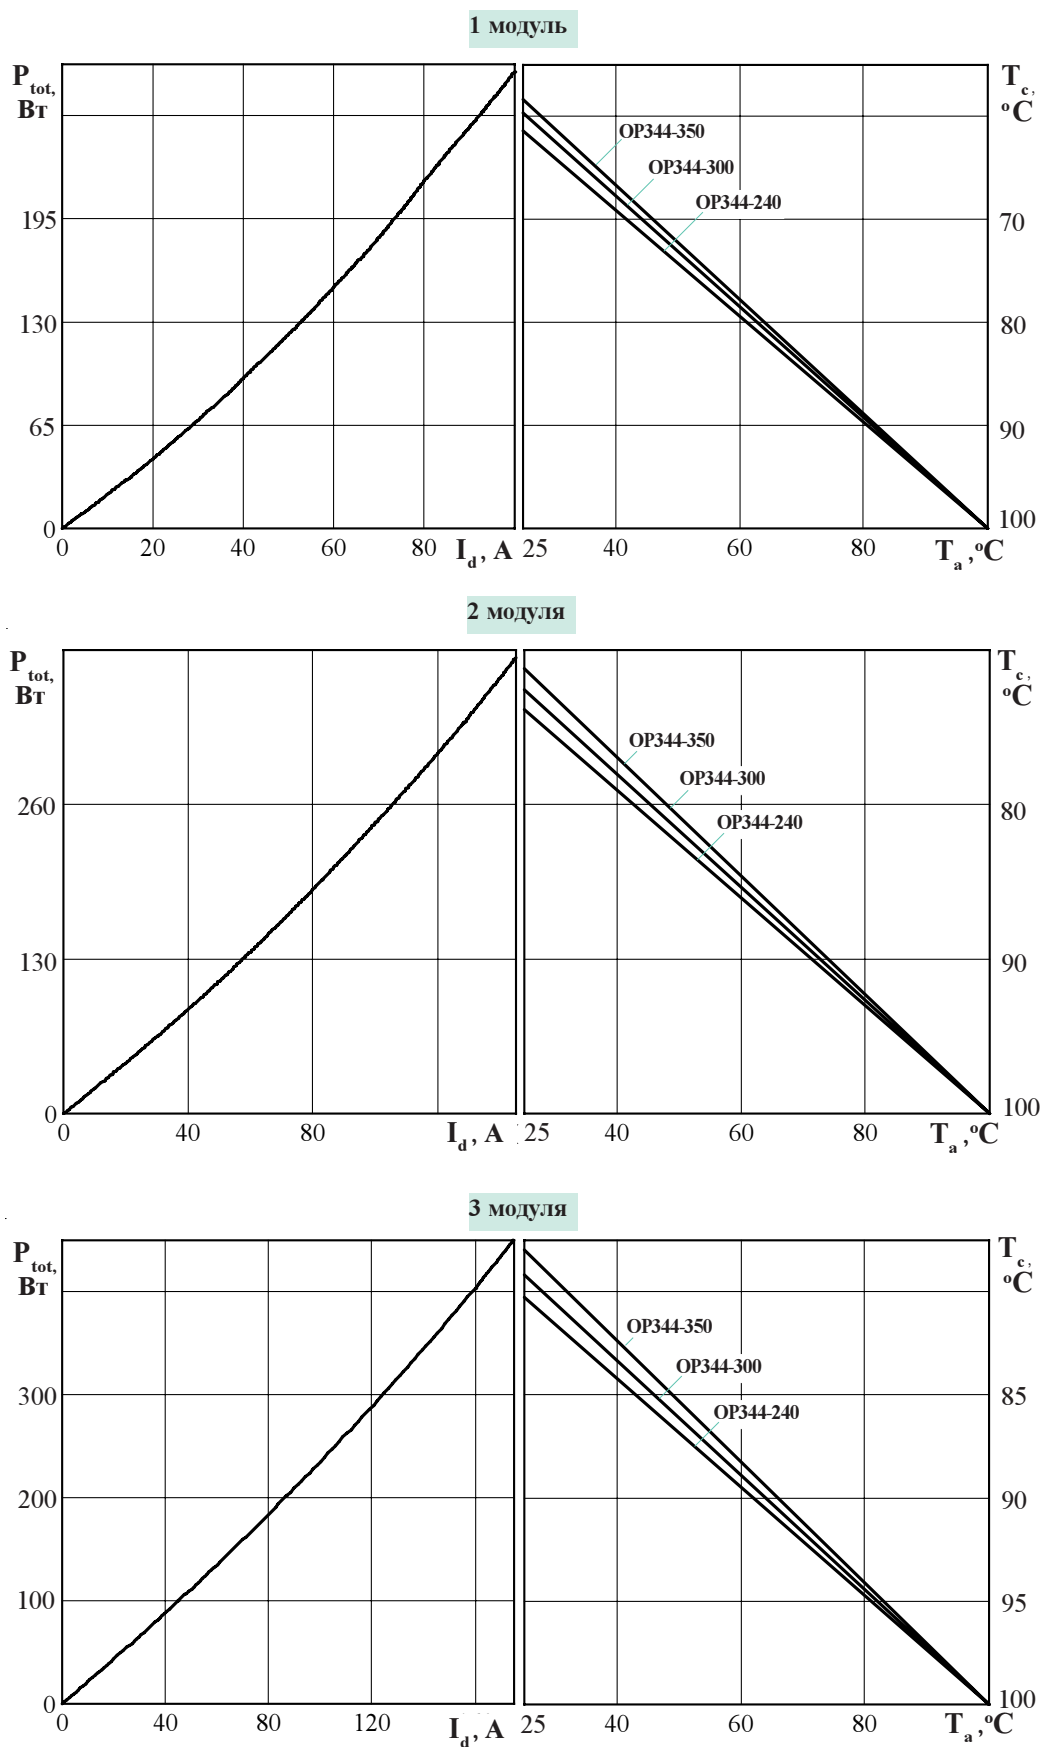 1 модуль
P tot, T c,
Вт °C
OP344-350
OP344-300
OP344-240
195 70
130 80
65 90
0 100
0 20 40 60 80 I d , A 25 40 60 80 T a ,°C
2 модуля
P tot, T c,
Вт °C
OP344-350
OP344-300
260 80
OP344-240
130 90
0 100
0 40 80 I d , A 25 40 60 80 T a ,°C
3 модуля
P tot, T c,
Вт °C
OP344-350
OP344-300
300 85
OP344-240
200 90
100 95
0 100
0 40 80 120 I d , A 25 40 60 80 T a ,°C